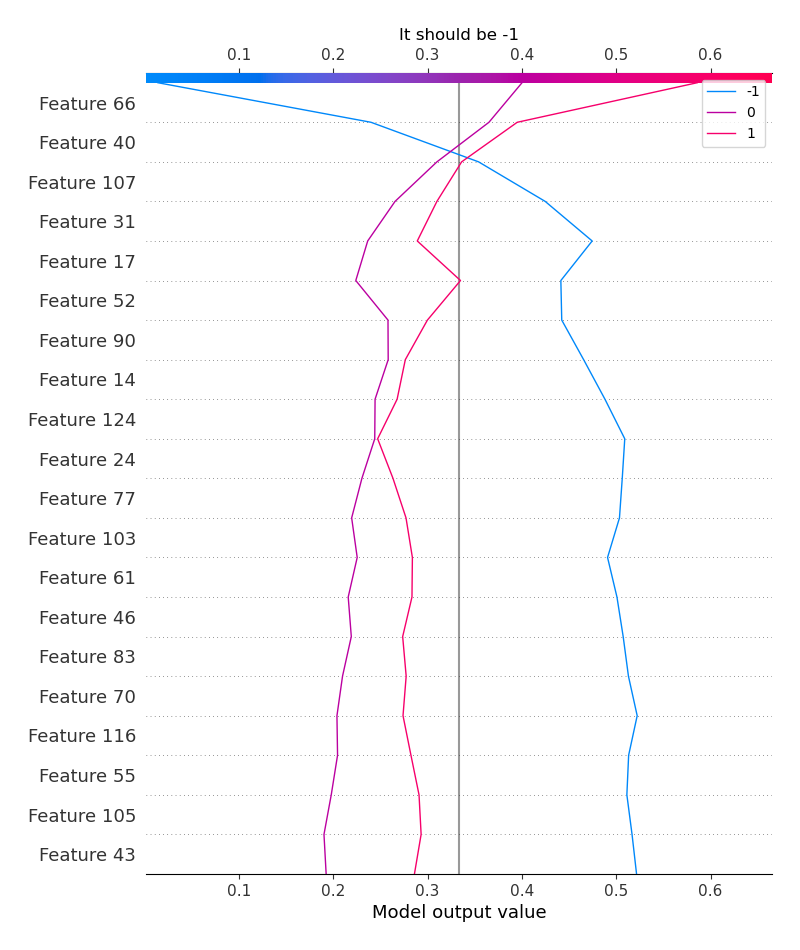 It should be -1
0.1 0.2 0.3 0.4 0.5 0.6
-1
0
1
Feature 66
Feature 40
Feature 107
Feature 31
Feature 17
Feature 52
Feature 90
Feature 14
Feature 124
Feature 24
Feature 77
Feature 103
Feature 61
Feature 46
Feature 83
Feature 70
Feature 116
Feature 55
Feature 105
Feature 43
0.1 0.2 0.3 0.4 0.5 0.6
Model output value